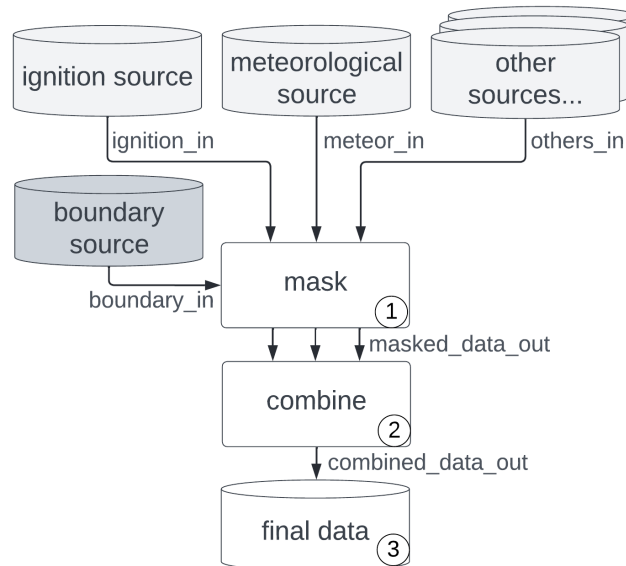 ignition source
meteorological
source
other
sources...
ignition_in
meteor_in
others_in
boundary
source
boundary_in
mask
1
masked_data_out
combine
2
combined_data_out
final data
3